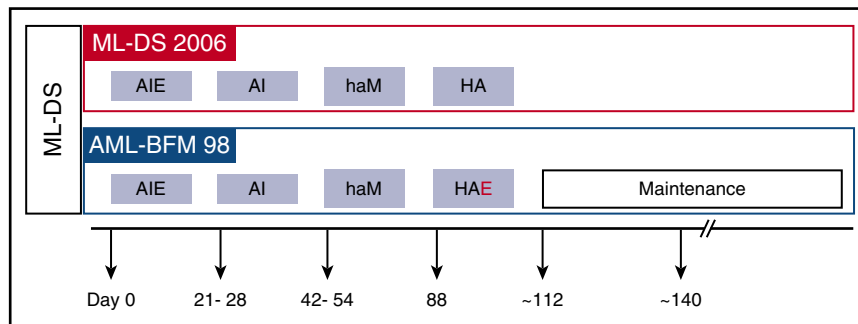 ML-DS
ML-DS 2006
AIE AI haM HA
AML-BFM 98
AIE AI haM HAE Maintenance
Day 0 21- 28 42- 54 88 ~112 ~140